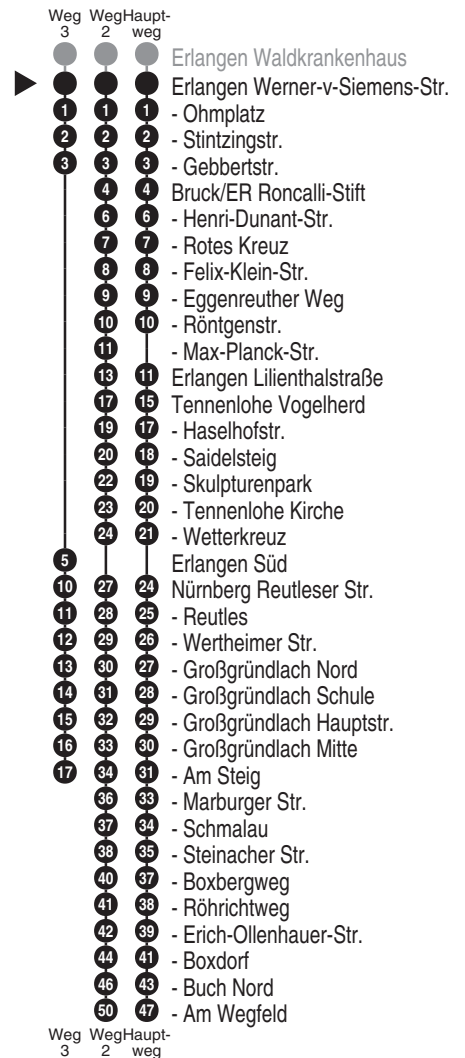 Weg WegHaupt-
3 2 weg
Erlangen Waldkrankenhaus
Erlangen Werner-v-Siemens-Str.
1 1 1 - Ohmplatz
2 2 2 - Stintzingstr.
3 3 3 - Gebbertstr.
4 4 Bruck/ER Roncalli-Stift
6 6 - Henri-Dunant-Str.
7 7 - Rotes Kreuz
8 8 - Felix-Klein-Str.
9 9 - Eggenreuther Weg
10 10 - Röntgenstr.
11 - Max-Planck-Str.
13 11 Erlangen Lilienthalstraße
17 15 Tennenlohe Vogelherd
19 17 - Haselhofstr.
20 18 - Saidelsteig
22 19 - Skulpturenpark
23 20 - Tennenlohe Kirche
24 21 - Wetterkreuz
5 Erlangen Süd
10 27 24 Nürnberg Reutleser Str.
11 28 25 - Reutles
12 29 26 - Wertheimer Str.
13 30 27 - Großgründlach Nord
14 31 28 - Großgründlach Schule
15 32 29 - Großgründlach Hauptstr.
16 33 30 - Großgründlach Mitte
17 34 31 - Am Steig
36 33 - Marburger Str.
37 34 - Schmalau
38 35 - Steinacher Str.
40 37 - Boxbergweg
41 38 - Röhrichtweg
42 39 - Erich-Ollenhauer-Str.
44 41 - Boxdorf
46 43 - Buch Nord
50 47 - Am Wegfeld
Weg WegHaupt-
3 2 weg